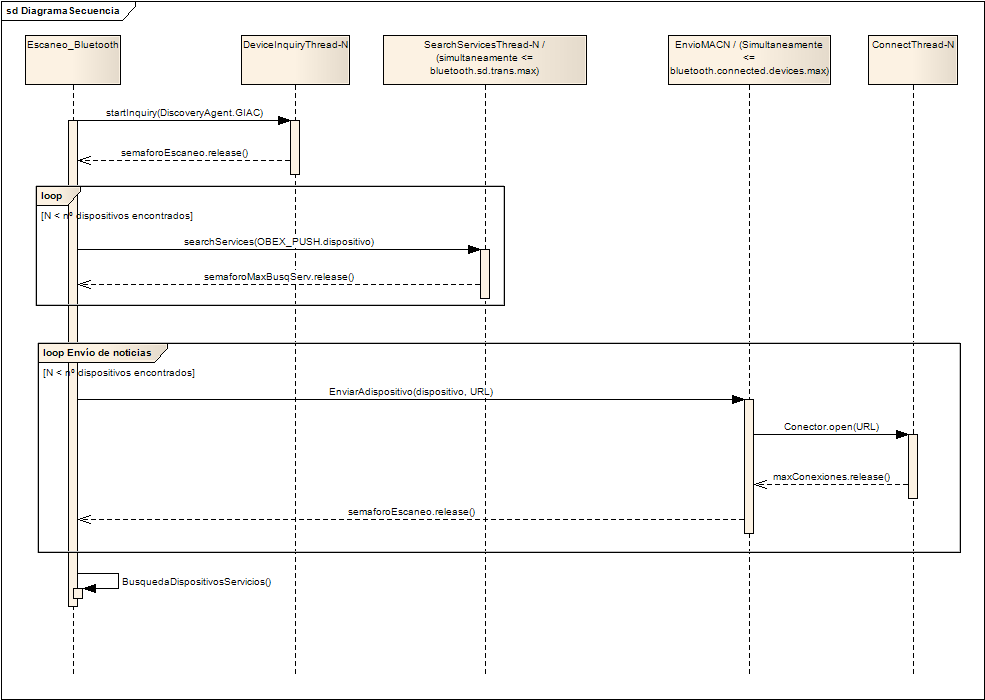 sd DiagramaSecuencia
Escaneo_Bluetooth
DeviceInquiryThread-N
SearchServicesThread-N /
(simultaneamente <=
bluetooth.sd.trans.max)
EnvioMACN / (Simultaneamente
<=
bluetooth.connected.devices.max)
ConnectThread-N
startInquiry(DiscoveryAgent.GIAC)
semaforoEscaneo.release()
loop
[N < nº dispositivos encontrados]
searchServices(OBEX_PUSH.dispositivo)
semaforoMaxBusqServ.release()
loop Envío de noticias
[N < nº dispositivos encontrados]
EnviarAdispositivo(dispositivo, URL)
Conector.open(URL)
maxConexiones.release()
semaforoEscaneo.release()
BusquedaDispositivosServicios()